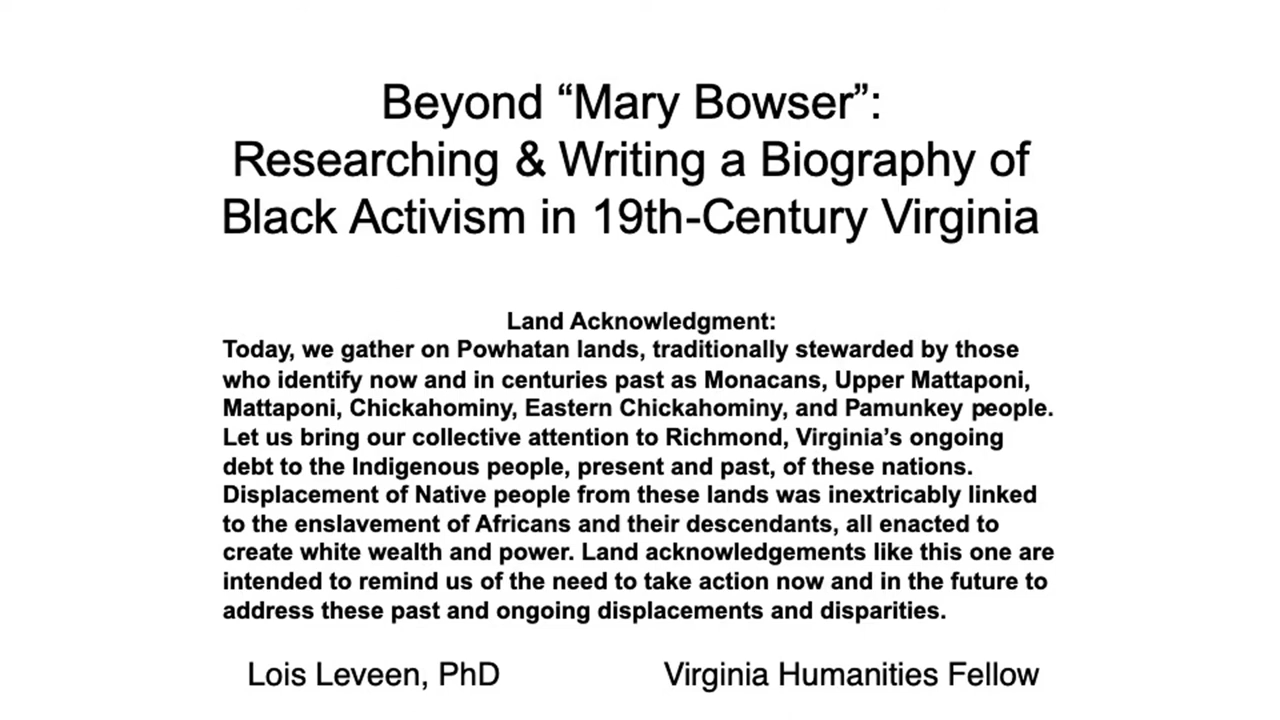 Beyond “Mary Bowser”:
Researching & Writing a Biography of
Black Activism in 19th-Century Virginia
Land Acknowledgment:
Today, we gather on Powhatan lands, traditionally stewarded by those
who identify now and in centuries past as Monacans, Upper Mattaponi,
Mattaponi, Chickahominy, Eastern Chickahominy, and Pamunkey people.
Let us bring our collective attention to Richmond, Virginia’s ongoing
debt to the Indigenous people, present and past, of these nations.
Displacement of Native people from these lands was inextricably linked
to the enslavement of Africans and their descendants, all enacted to
create white wealth and power. Land acknowledgements like this one are
intended to remind us of the need to take action now and in the future to
address these past and ongoing displacements and disparities.
Lois Leveen, PhD Virginia Humanities Fellow